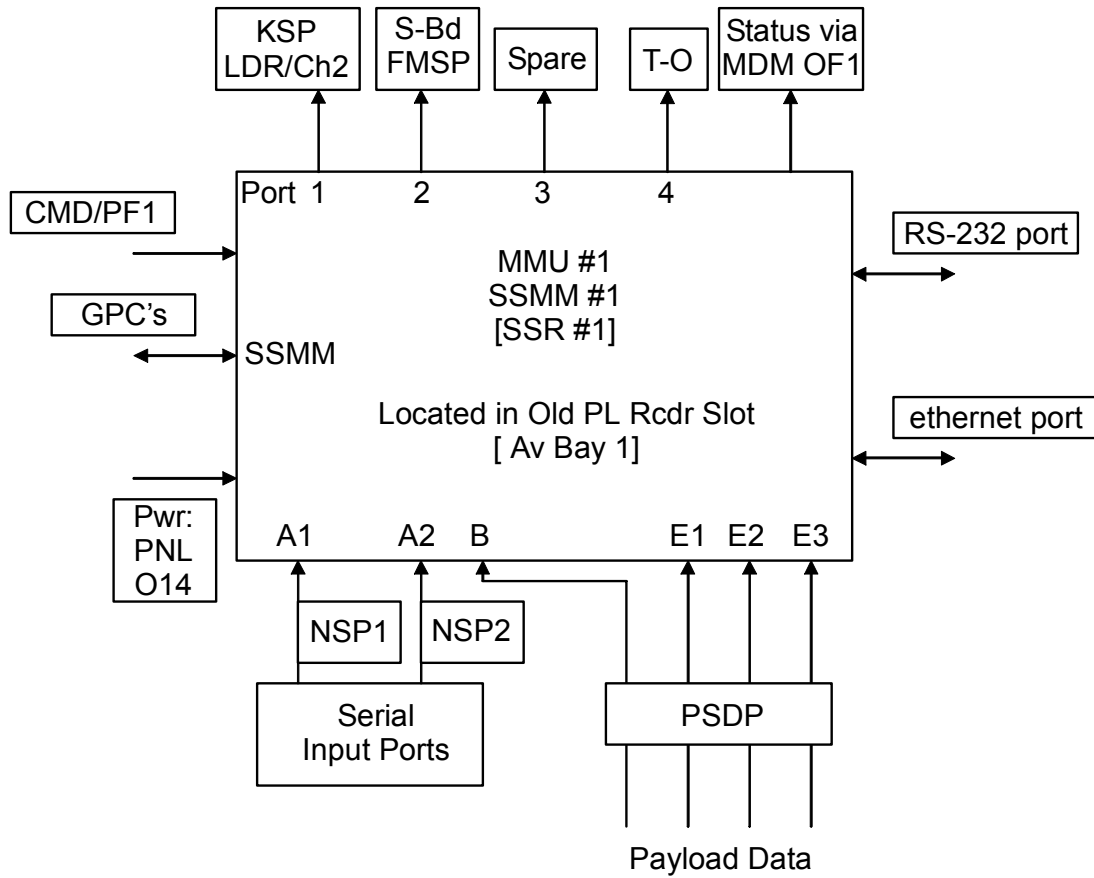 KSP
LDR/Ch2
S-Bd
FMSP
Spare
T-O
Status via
MDM OF1
Port 1
2
3
4
CMD/PF1
RS-232 port
MMU #1
SSMM #1
[SSR #1]
GPC's
SSMM
Located in Old PL Rcdr Slot
[ Av Bay 1]
ethernet port
Pwr:
PNL
O14
A1
A2
B
E1
E2
E3
NSP1
NSP2
Serial
Input Ports
PSDP
Payload Data